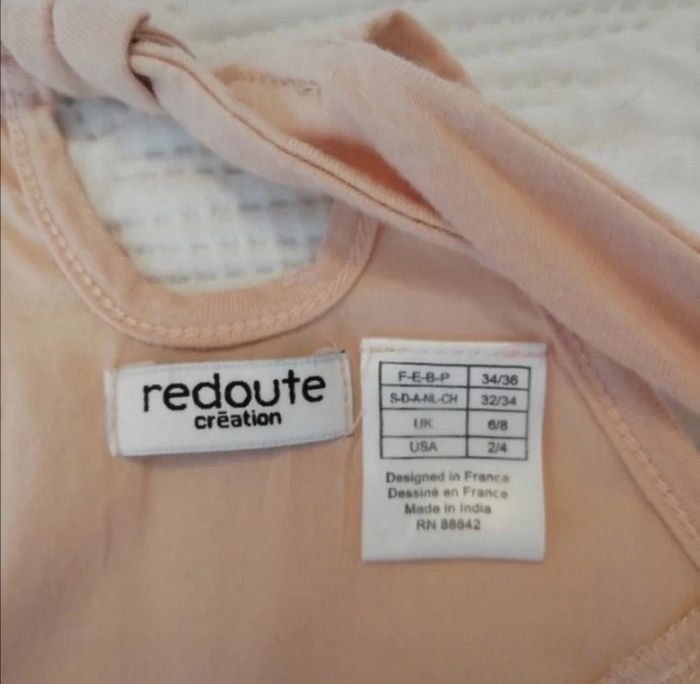 redoute
crēation
F-E-B-P 34/36
S-D-A-NL-CH 32/34
UK 6/8
USA 2/4
Designed in France
Dessiné en France
Made in India
RN 88842